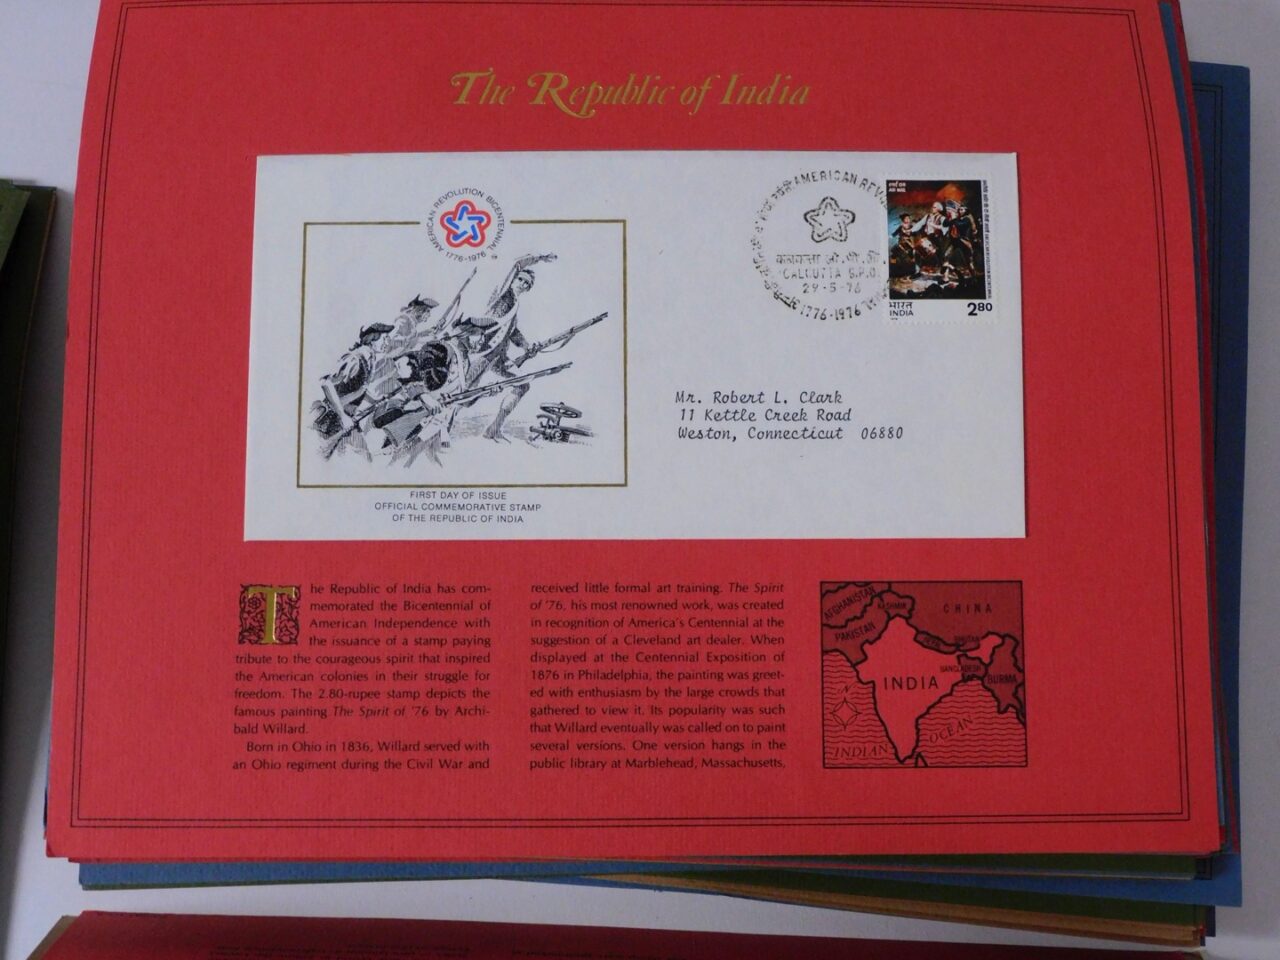 The Republic of India
AMERICAN REVOLUTION BICENTENNIAL
1776-1976
AMERICAN REV
कलकत्ता जी.पी.ओ
CALCUTTA G.P.O.
29-5-76
1776-1976
AIR MAIL
भारत
INDIA
280
Mr. Robert L. Clark
11 Kettle Creek Road
Weston, Connecticut 06880
FIRST DAY OF ISSUE
OFFICIAL COMMEMORATIVE STAMP
OF THE REPUBLIC OF INDIA
The Republic of India has com-
memorated the Bicentennial of
American Independence with
the issuance of a stamp paying
tribute to the courageous spirit that inspired
the American colonies in their struggle for
freedom. The 2.80-rupee stamp depicts the
famous painting The Spirit of '76 by Archi-
bald Willard.
Born in Ohio in 1836, Willard served with
an Ohio regiment during the Civil War and
received little formal art training. The Spirit
of '76, his most renowned work, was created
in recognition of America's Centennial at the
suggestion of a Cleveland art dealer. When
displayed at the Centennial Exposition of
1876 in Philadelphia, the painting was greet-
ed with enthusiasm by the large crowds that
gathered to view it. Its popularity was such
that Willard eventually was called on to paint
several versions. One version hangs in the
public library at Marblehead, Massachusetts.
AFGHANISTAN
KASHMIR
CHINA
PAKISTAN
BHUTAN
BANGLADESH
INDIA
BURMA
N
INDIAN
OCEAN